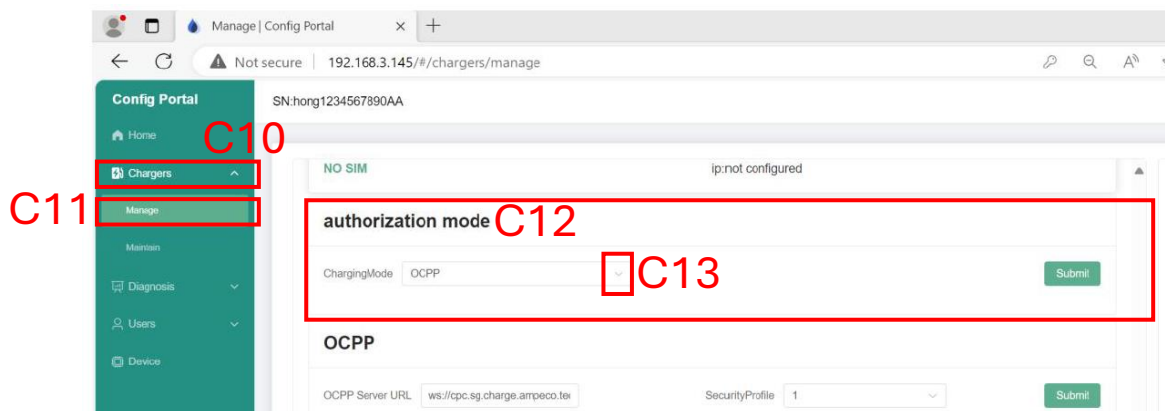 Manage | Config Portal
Not secure 192.168.3.145/#/chargers/manage
Config Portal
SN:hong1234567890AA
Home
C10
Chargers
NO SIM
ip:not configured
C11
Manage
authorization mode
C12
Maintain
ChargingMode OCPP
C13
Submit
Diagnosis
Users
OCPP
Device
OCPP Server URL ws://cpc.sg.charge.ampeco.te
SecurityProfile 1
Submit